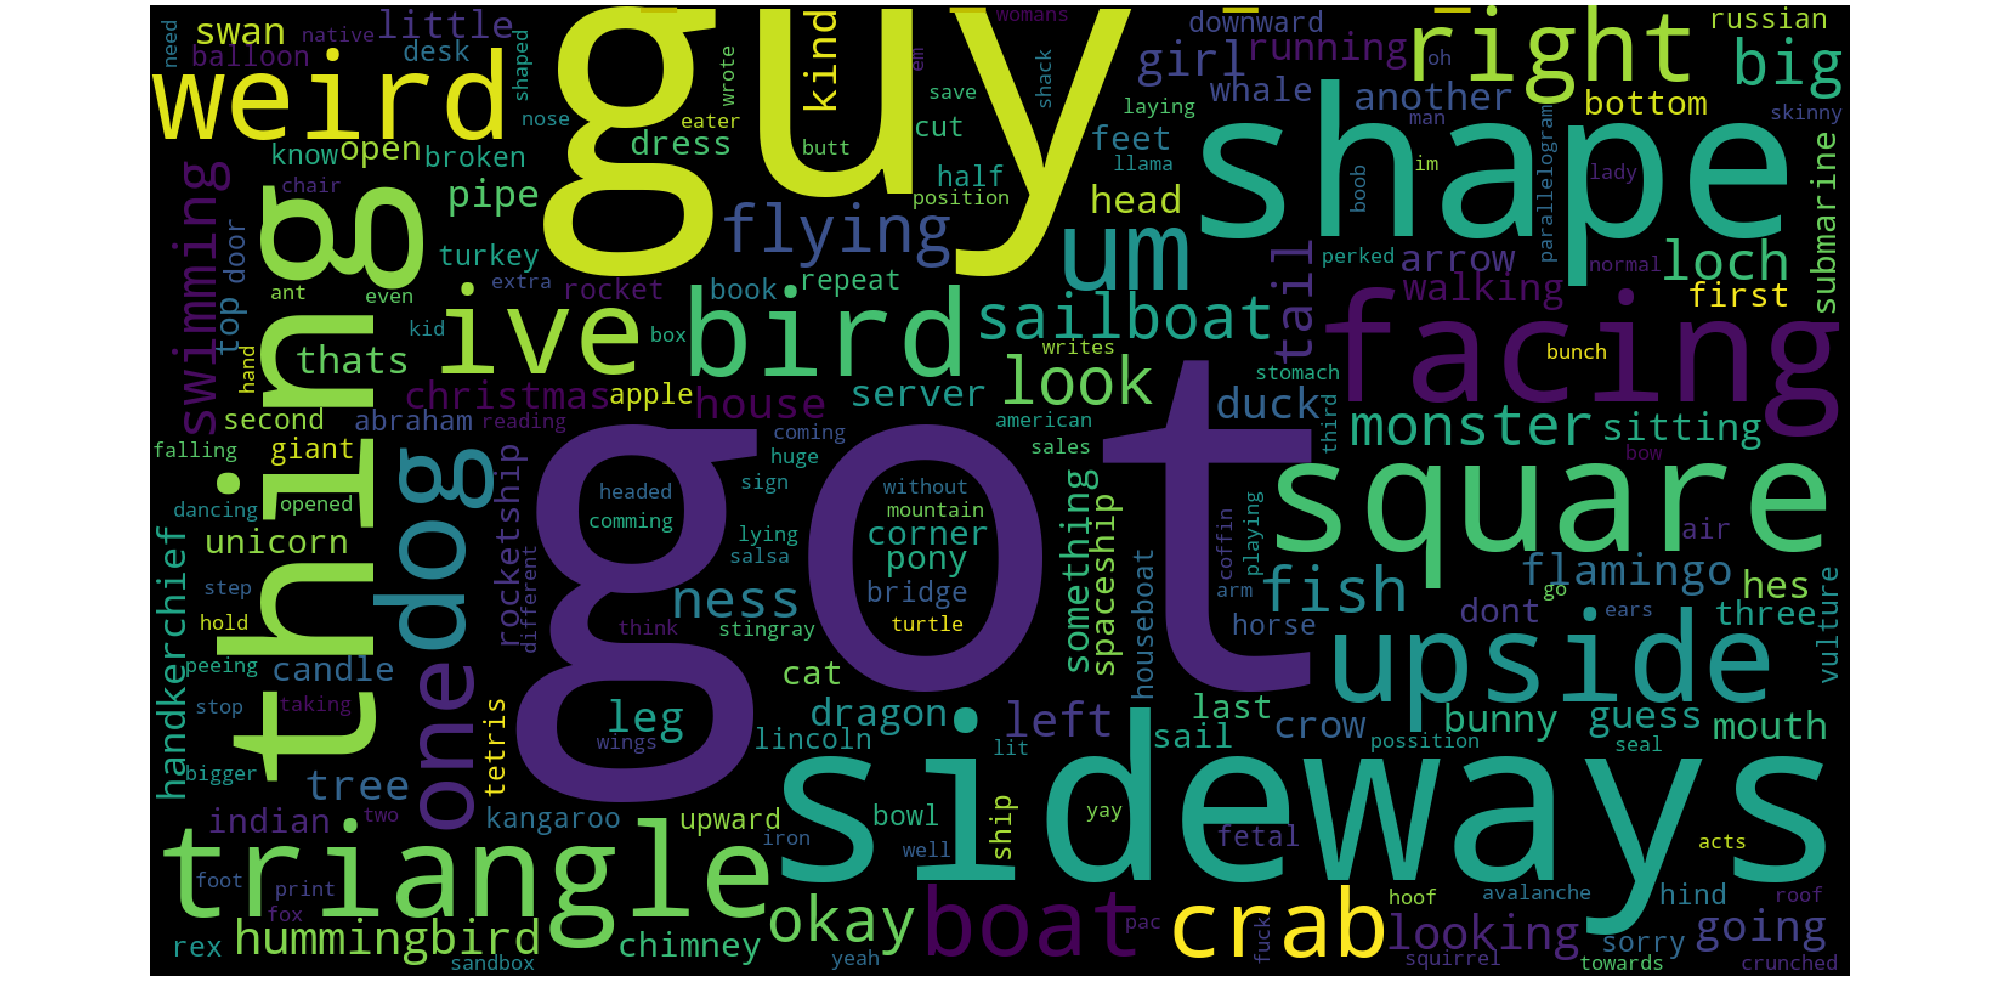 need
swan
native
little
balloon
desk
shaped
weird
guy
kind
wrote
em
womans
shack
downward
girl
running
oh
right
russian
big
nose
eater
save
laying
whale
another
bottom
skinny
know
open
broken
dress
butt
cut
feet
llama
man
shape
parallelogram
im
lady
submarine
swimming
chair
pipe
half
position
head
boob
door
thing
turkey
flying
um
tail
perked
arrow
normal
loch
ant
even
extra
rocket
book
repeat
walking
first
top
kid
ive
box
bird
sailboat
writes
facing
bunch
hand
thats
christmas
apple
house
server
look
stomach
duck
second
abraham
reading
coming
american
third
monster
sitting
falling
giant
dog
huge
sales
bow
got
square
dancing
opened
rocketship
headed
sign
without
mountain
something
spaceship
playing
coffin
air
handkerchief
unicorn
comming
lying
corner
salsa
pony
houseboat
flamingo
hes
step
different
ness
bridge
arm
fish
go
dont
ears
three
vulture
hold
think
stingray
turtle
horse
upside
peeing
candle
one
cat
stop
taking
tetris
leg
dragon
left
last
crow
bunny
guess
mouth
wings
lincoln
lit
sail
possition
seal
bigger
tree
sideways
indian
two
kangaroo
upward
bowl
ship
yay
fetal
acts
triangle
iron
well
foot
print
fox
okay
boat
crab
hoof
avalanche
hind
roof
rex
hummingbird
chimney
pac
fuck
looking
going
sandbox
yeah
squirrel
sorry
towards
crunched